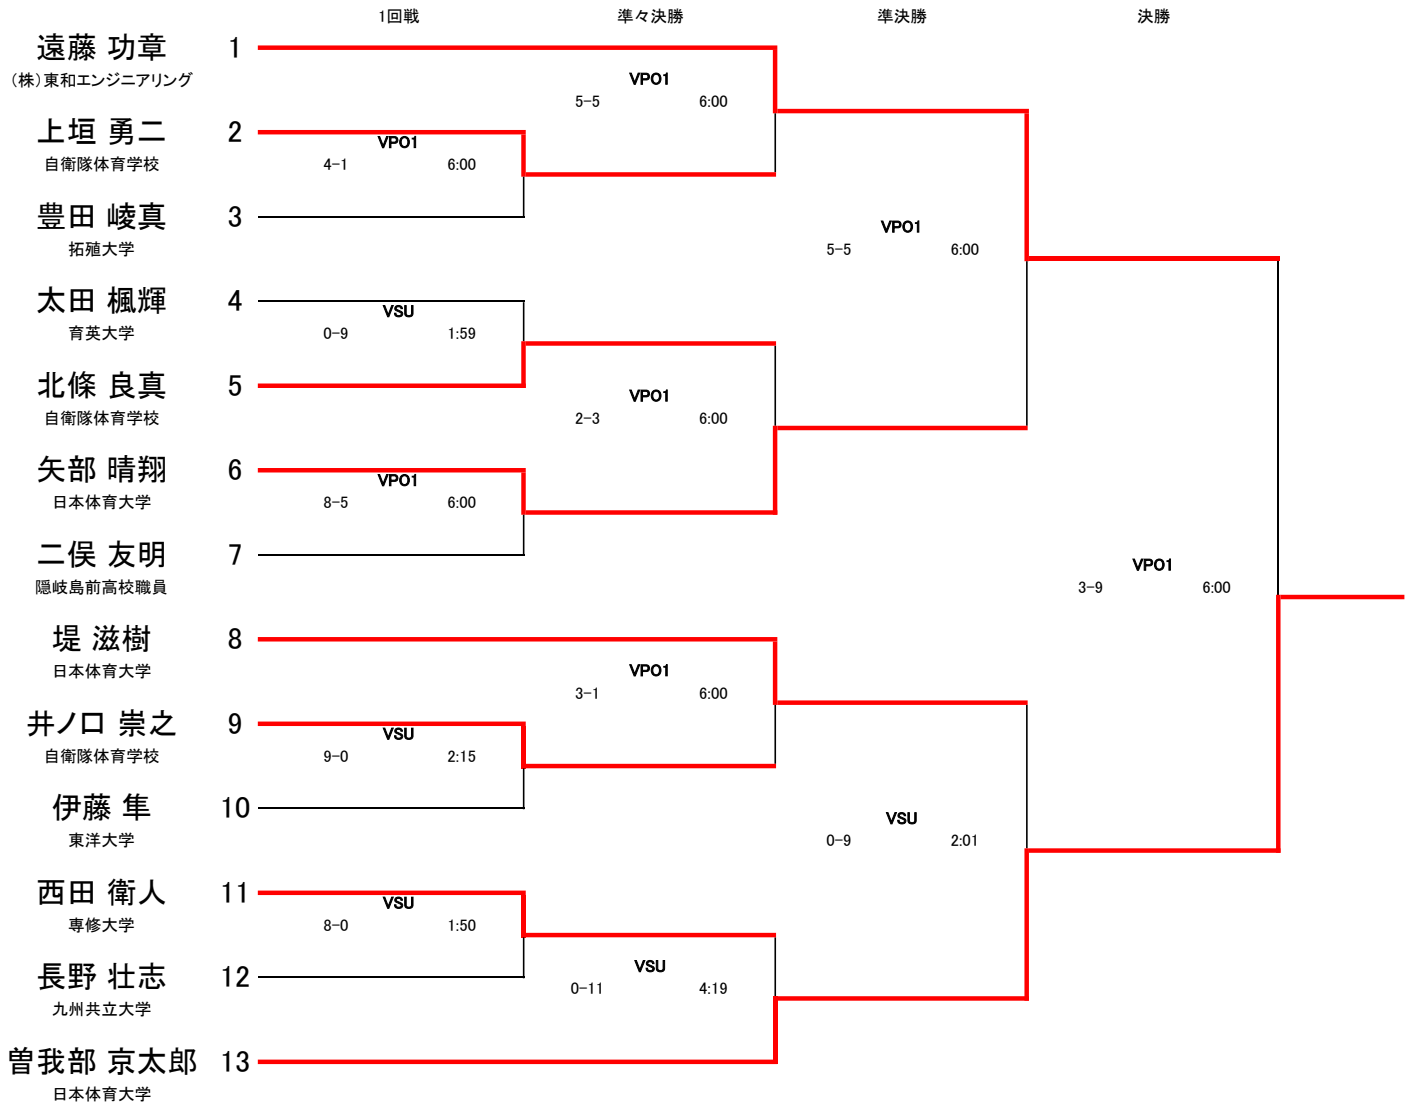 1回戦 準々決勝 準決勝 決勝
遠藤 功章 1
(株)東和エンジニアリング
VPO1
5-5 6:00
上垣 勇二 2
自衛隊体育学校
VPO1
4-1 6:00
豊田 崚真 3
拓殖大学
VPO1
5-5 6:00
太田 楓輝 4
育英大学
VSU
0-9 1:59
北條 良真 5
自衛隊体育学校
VPO1
2-3 6:00
矢部 晴翔 6
日本体育大学
VPO1
8-5 6:00
二俣 友明 7
隠岐島前高校職員
VPO1
3-9 6:00
堤 滋樹 8
日本体育大学
VPO1
3-1 6:00
井ノ口 崇之 9
自衛隊体育学校
VSU
9-0 2:15
伊藤 隼 10
東洋大学
VSU
0-9 2:01
西田 衛人 11
専修大学
VSU
8-0 1:50
長野 壮志 12
九州共立大学
VSU
0-11 4:19
曽我部 京太郎 13
日本体育大学